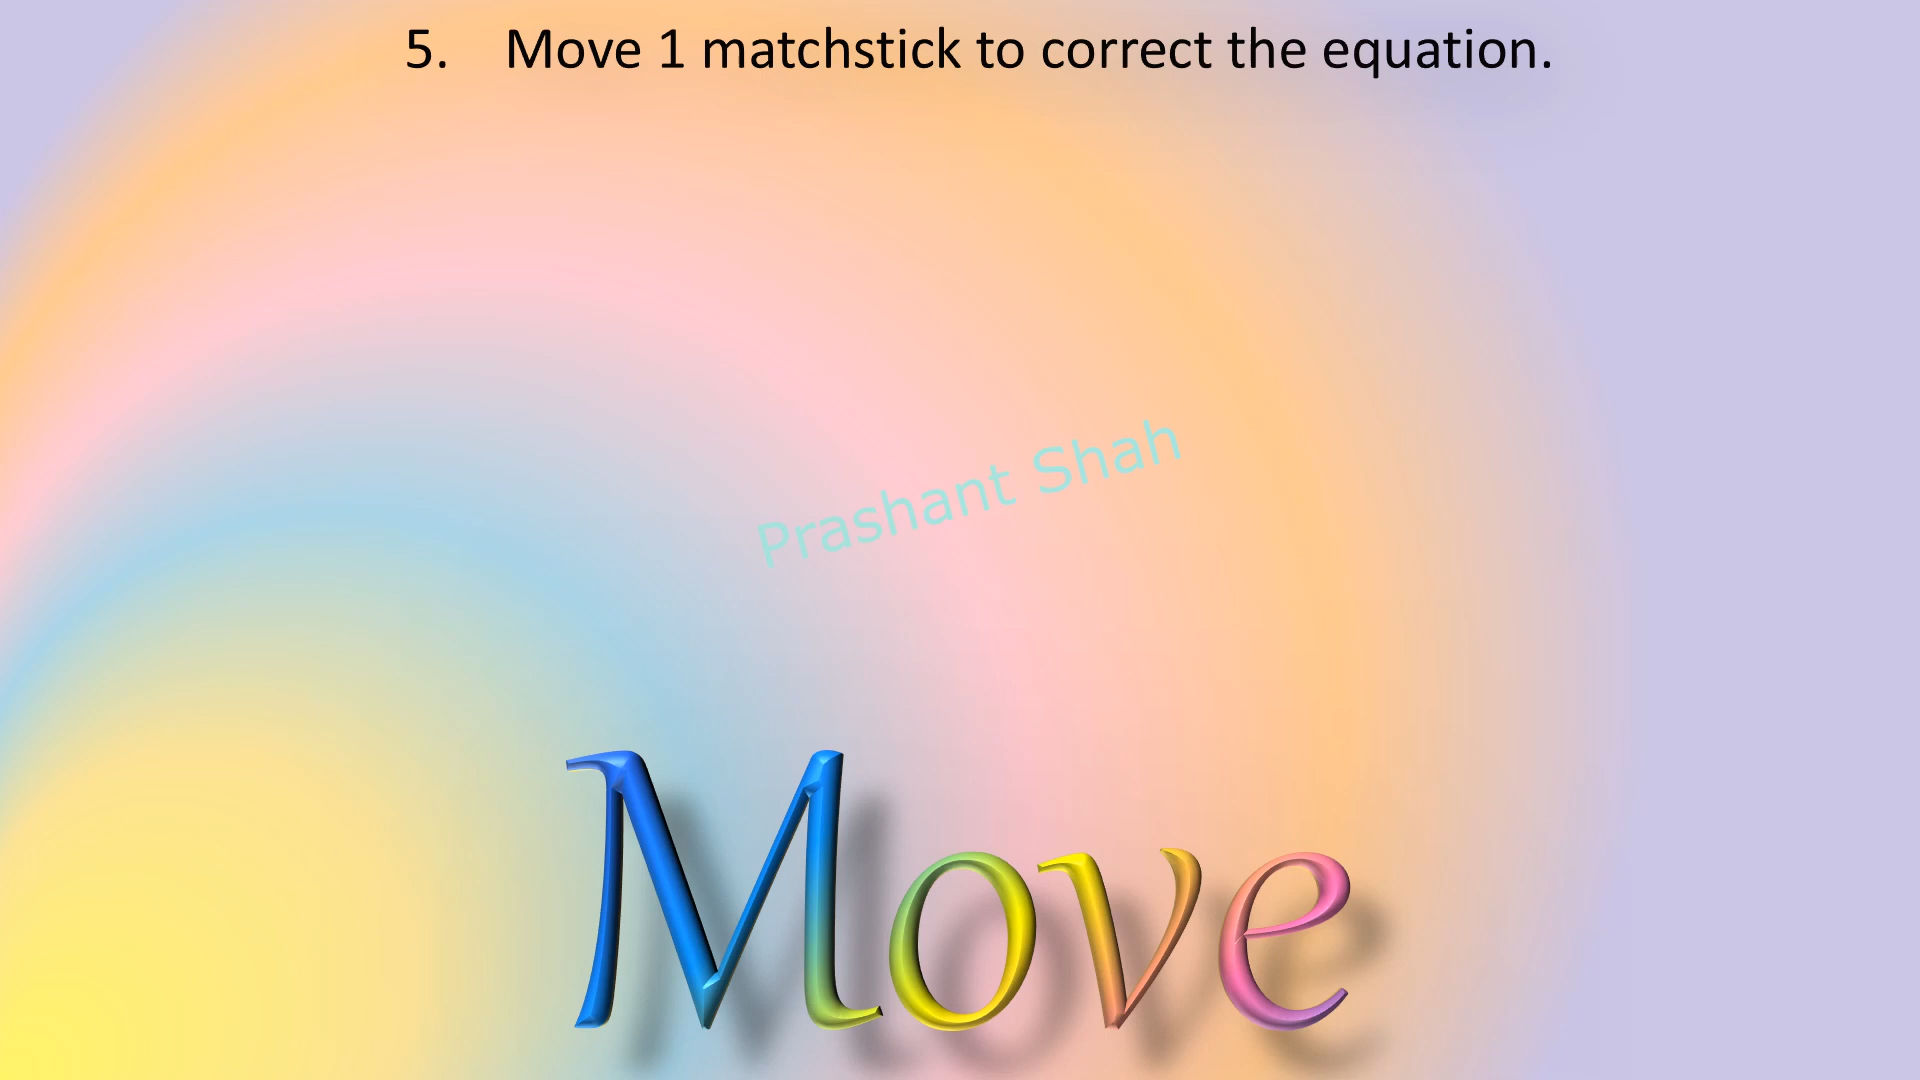 5. Move 1 matchstick to correct the equation.
Prashant Shah
Move